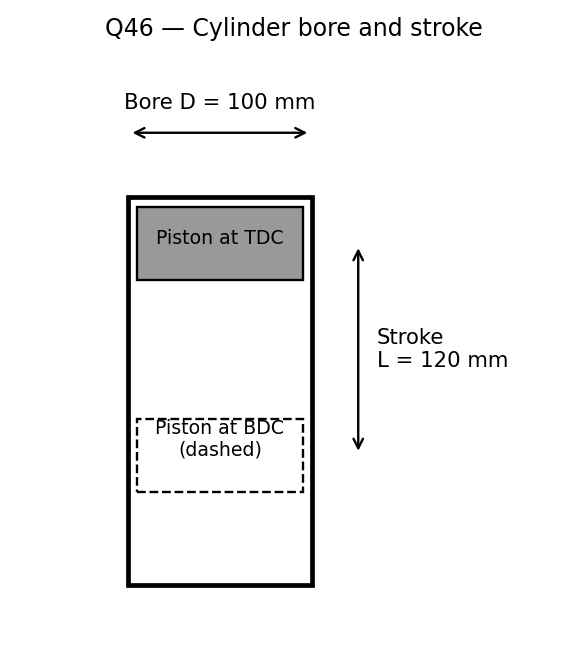 Q46 — Cylinder bore and stroke
Bore D = 100 mm
Piston at TDC
Stroke
L = 120 mm
Piston at BDC
(dashed)